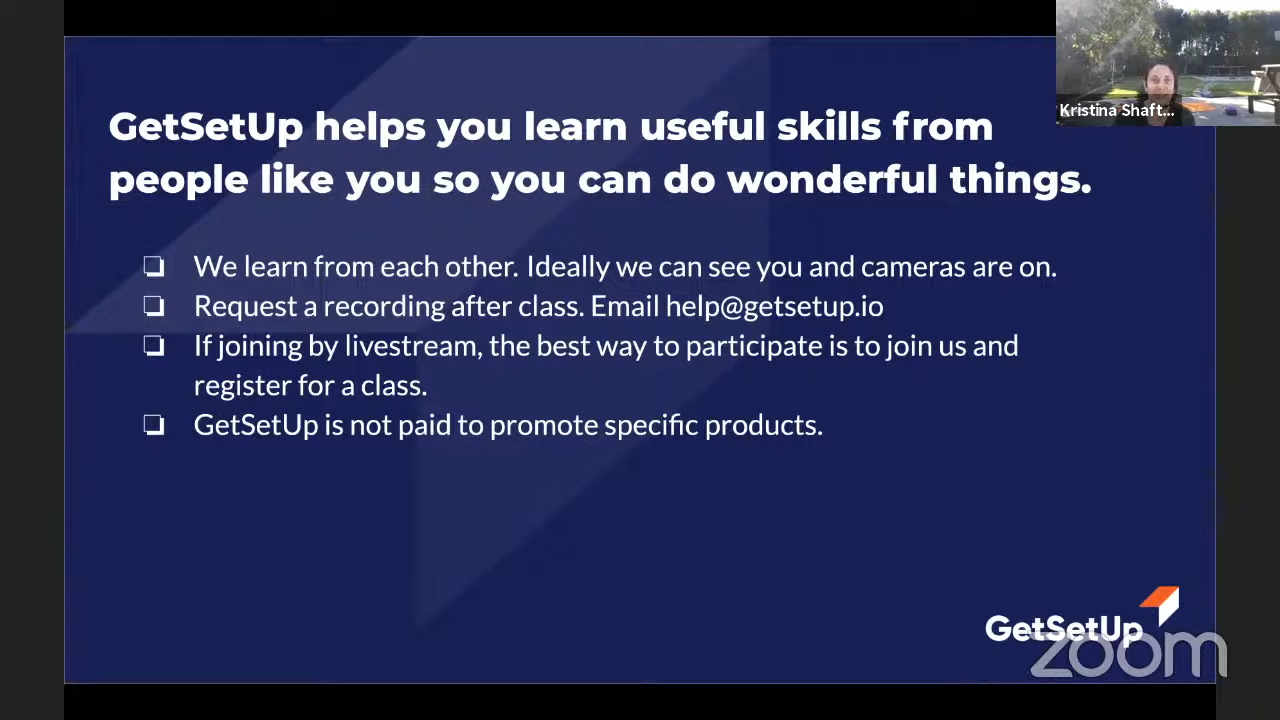 Kristina Shaft...
GetSetUp helps you learn useful skills from
people like you so you can do wonderful things.
❏ We learn from each other. Ideally we can see you and cameras are on.
❏ Request a recording after class. Email help@getsetup.io
❏ If joining by livestream, the best way to participate is to join us and
register for a class.
❏ GetSetUp is not paid to promote specific products.
GetSetUp
zoom